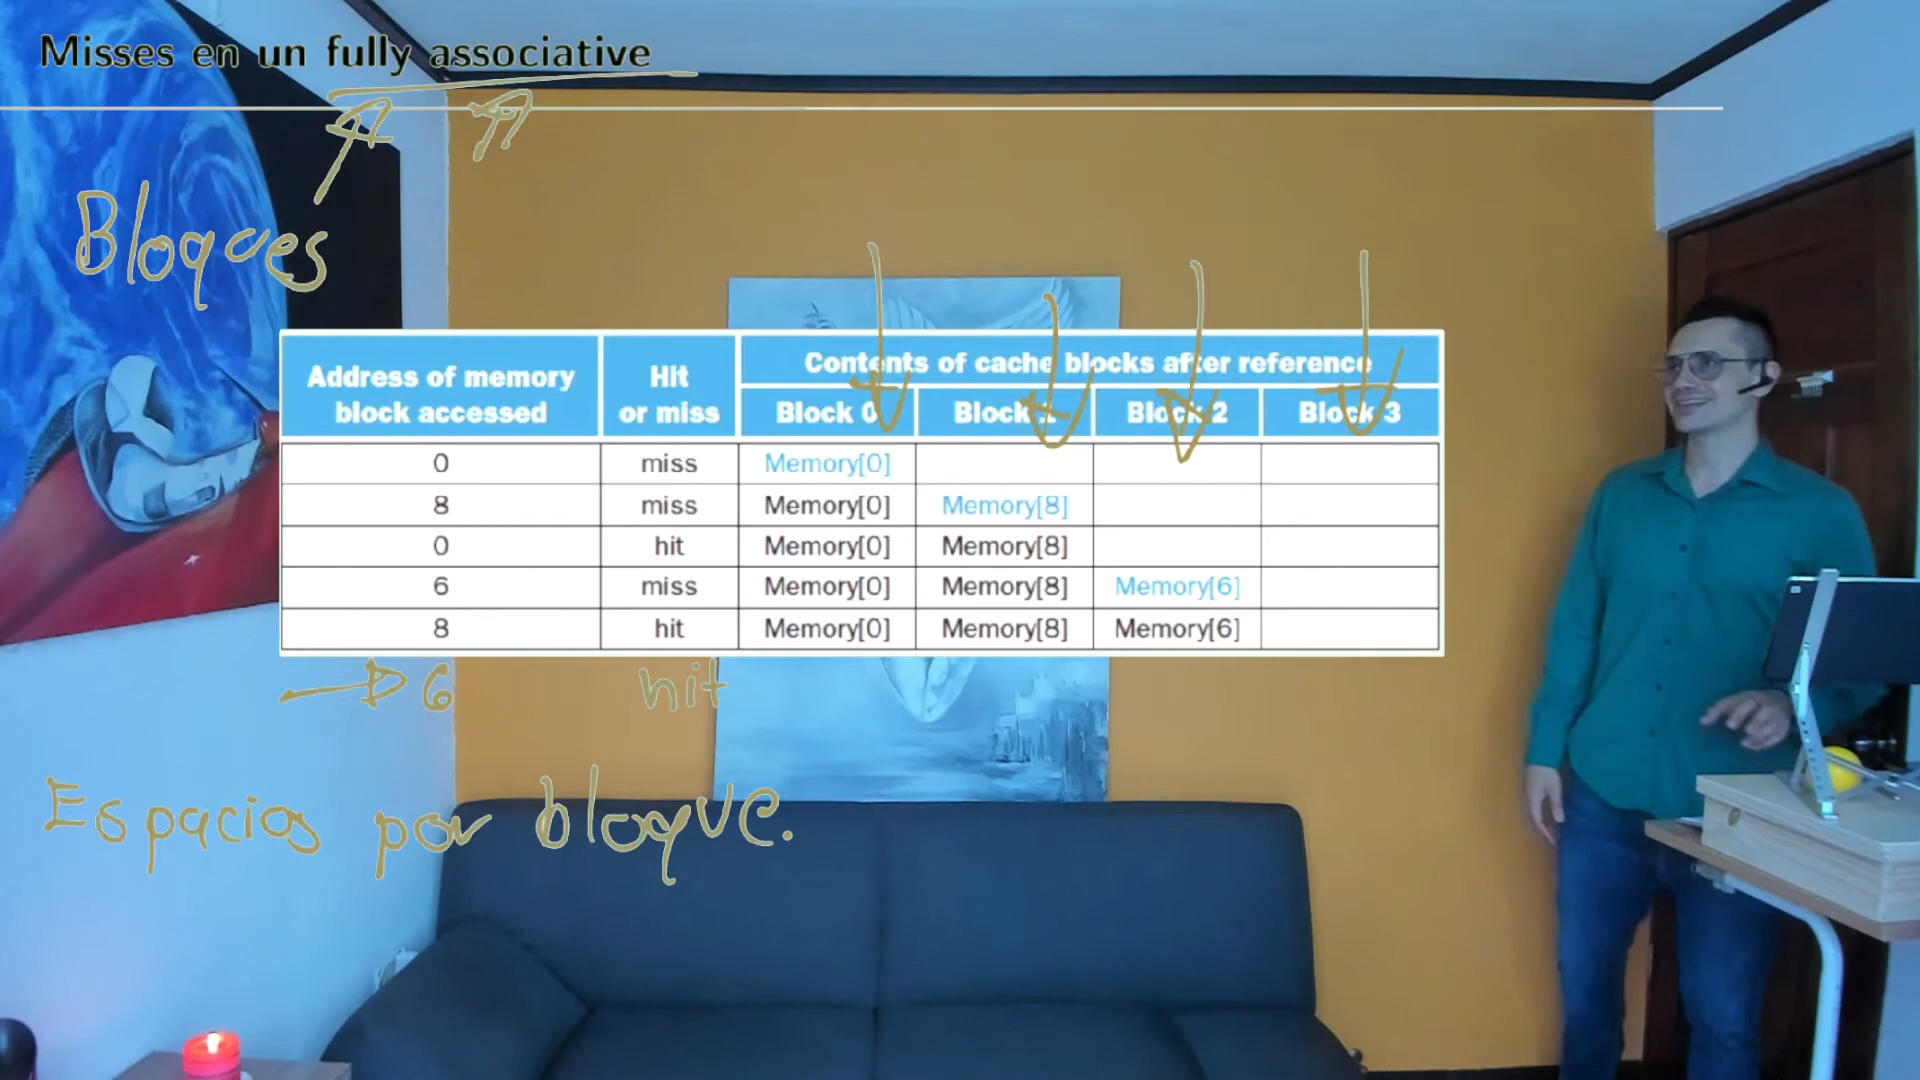 Misses en un fully associative
Bloques
Address of memory block accessed
Hit or miss
Contents of cache blocks after reference
Block 0 Block 1 Block 2 Block 3
0 miss Memory[0]
8 miss Memory[0] Memory[8]
0 hit Memory[0] Memory[8]
6 miss Memory[0] Memory[8] Memory[6]
8 hit Memory[0] Memory[8] Memory[6]
6 hit
Espacios por bloque.